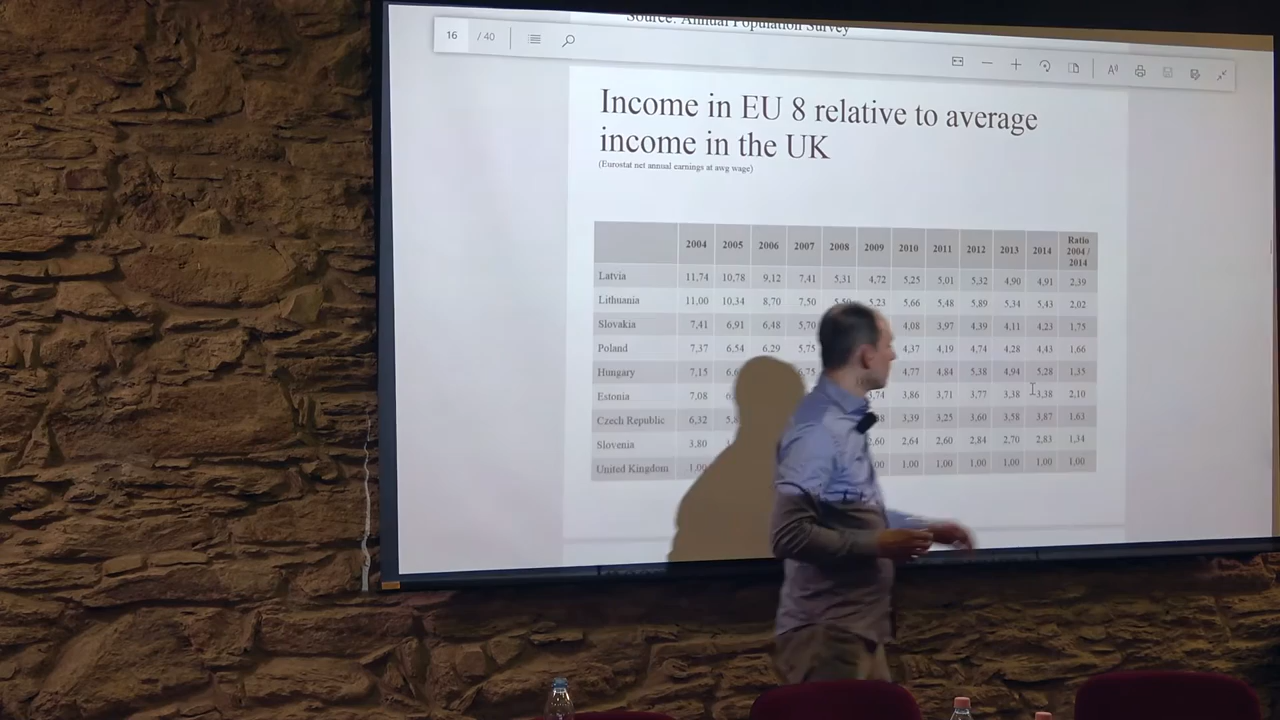 Source: Annual Population Survey
16 / 40
Income in EU 8 relative to average
income in the UK
(Eurostat net annual earnings at awg wage)
2004 2005 2006 2007 2008 2009 2010 2011 2012 2013 2014 Ratio 2004 / 2014
Latvia 11,74 10,78 9,12 7,41 5,31 4,72 5,25 5,01 5,32 4,90 4,91 2,39
Lithuania 11,00 10,34 8,70 7,50 5,23 5,66 5,48 5,89 5,34 5,43 2,02
Slovakia 7,41 6,91 6,48 5,70 4,08 3,97 4,39 4,11 4,23 1,75
Poland 7,37 6,54 6,29 5,75 4,37 4,19 4,74 4,28 4,43 1,66
Hungary 7,15 4,77 4,84 5,38 4,94 5,28 1,35
Estonia 7,08 3,86 3,71 3,77 3,38 3,38 2,10
Czech Republic 6,32 3,39 3,25 3,60 3,58 3,87 1,63
Slovenia 3,80 2,60 2,64 2,60 2,84 2,70 2,83 1,34
United Kingdom 1,00 1,00 1,00 1,00 1,00 1,00 1,00